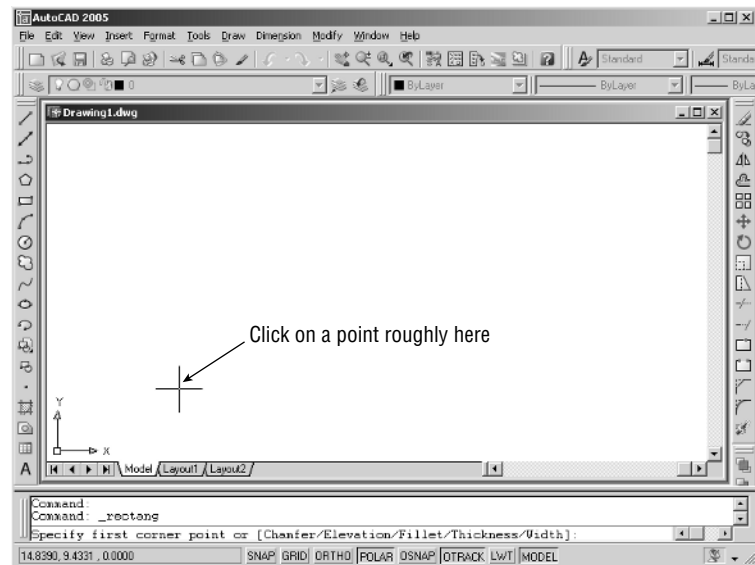 AutoCAD 2005
File Edit View Insert Format Tools Draw Dimension Modify Window Help
Standard Standa
0 ByLayer ByLayer ByLa
Drawing1.dwg
Click on a point roughly here
Y
X
Model Layout1 Layout2
A
Command:
Command: _rectang
Specify first corner point or [Chamfer/Elevation/Fillet/Thickness/Width]:
14.8390, 9.4331 , 0.0000 SNAP GRID ORTHO POLAR OSNAP OTRACK LWT MODEL